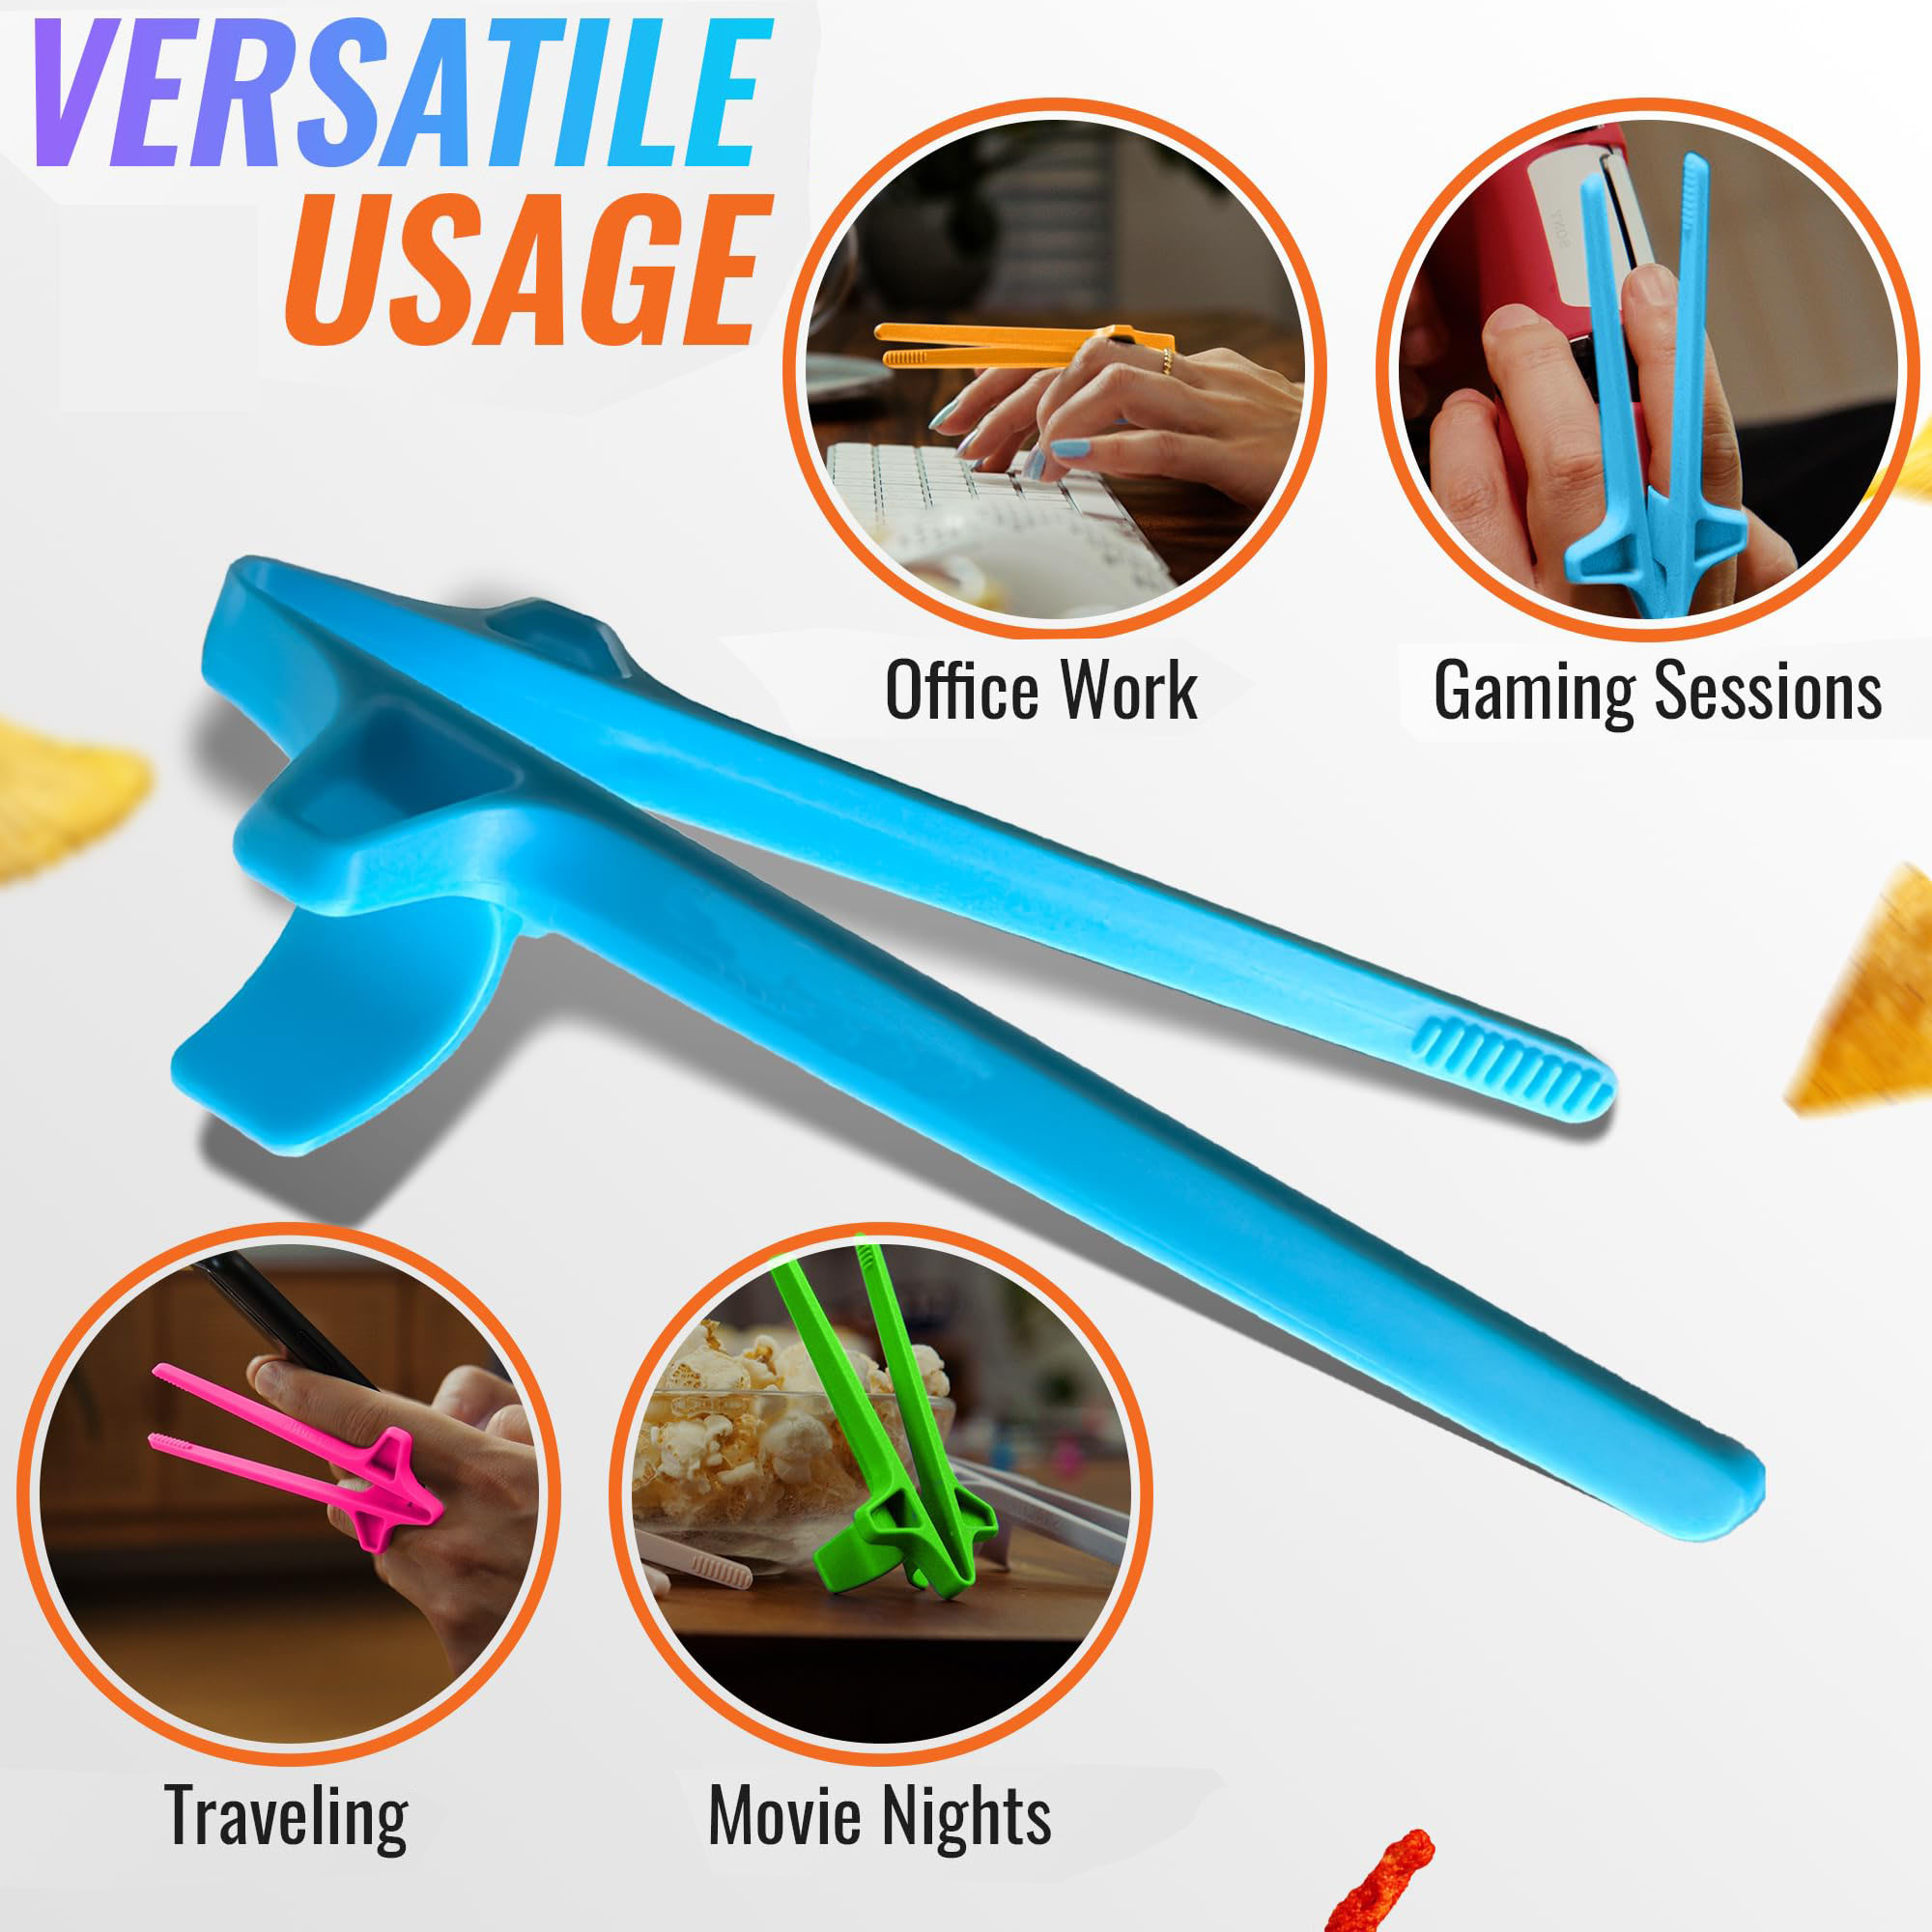 VERSATILE
USAGE
Office Work
Gaming Sessions
Traveling
Movie Nights